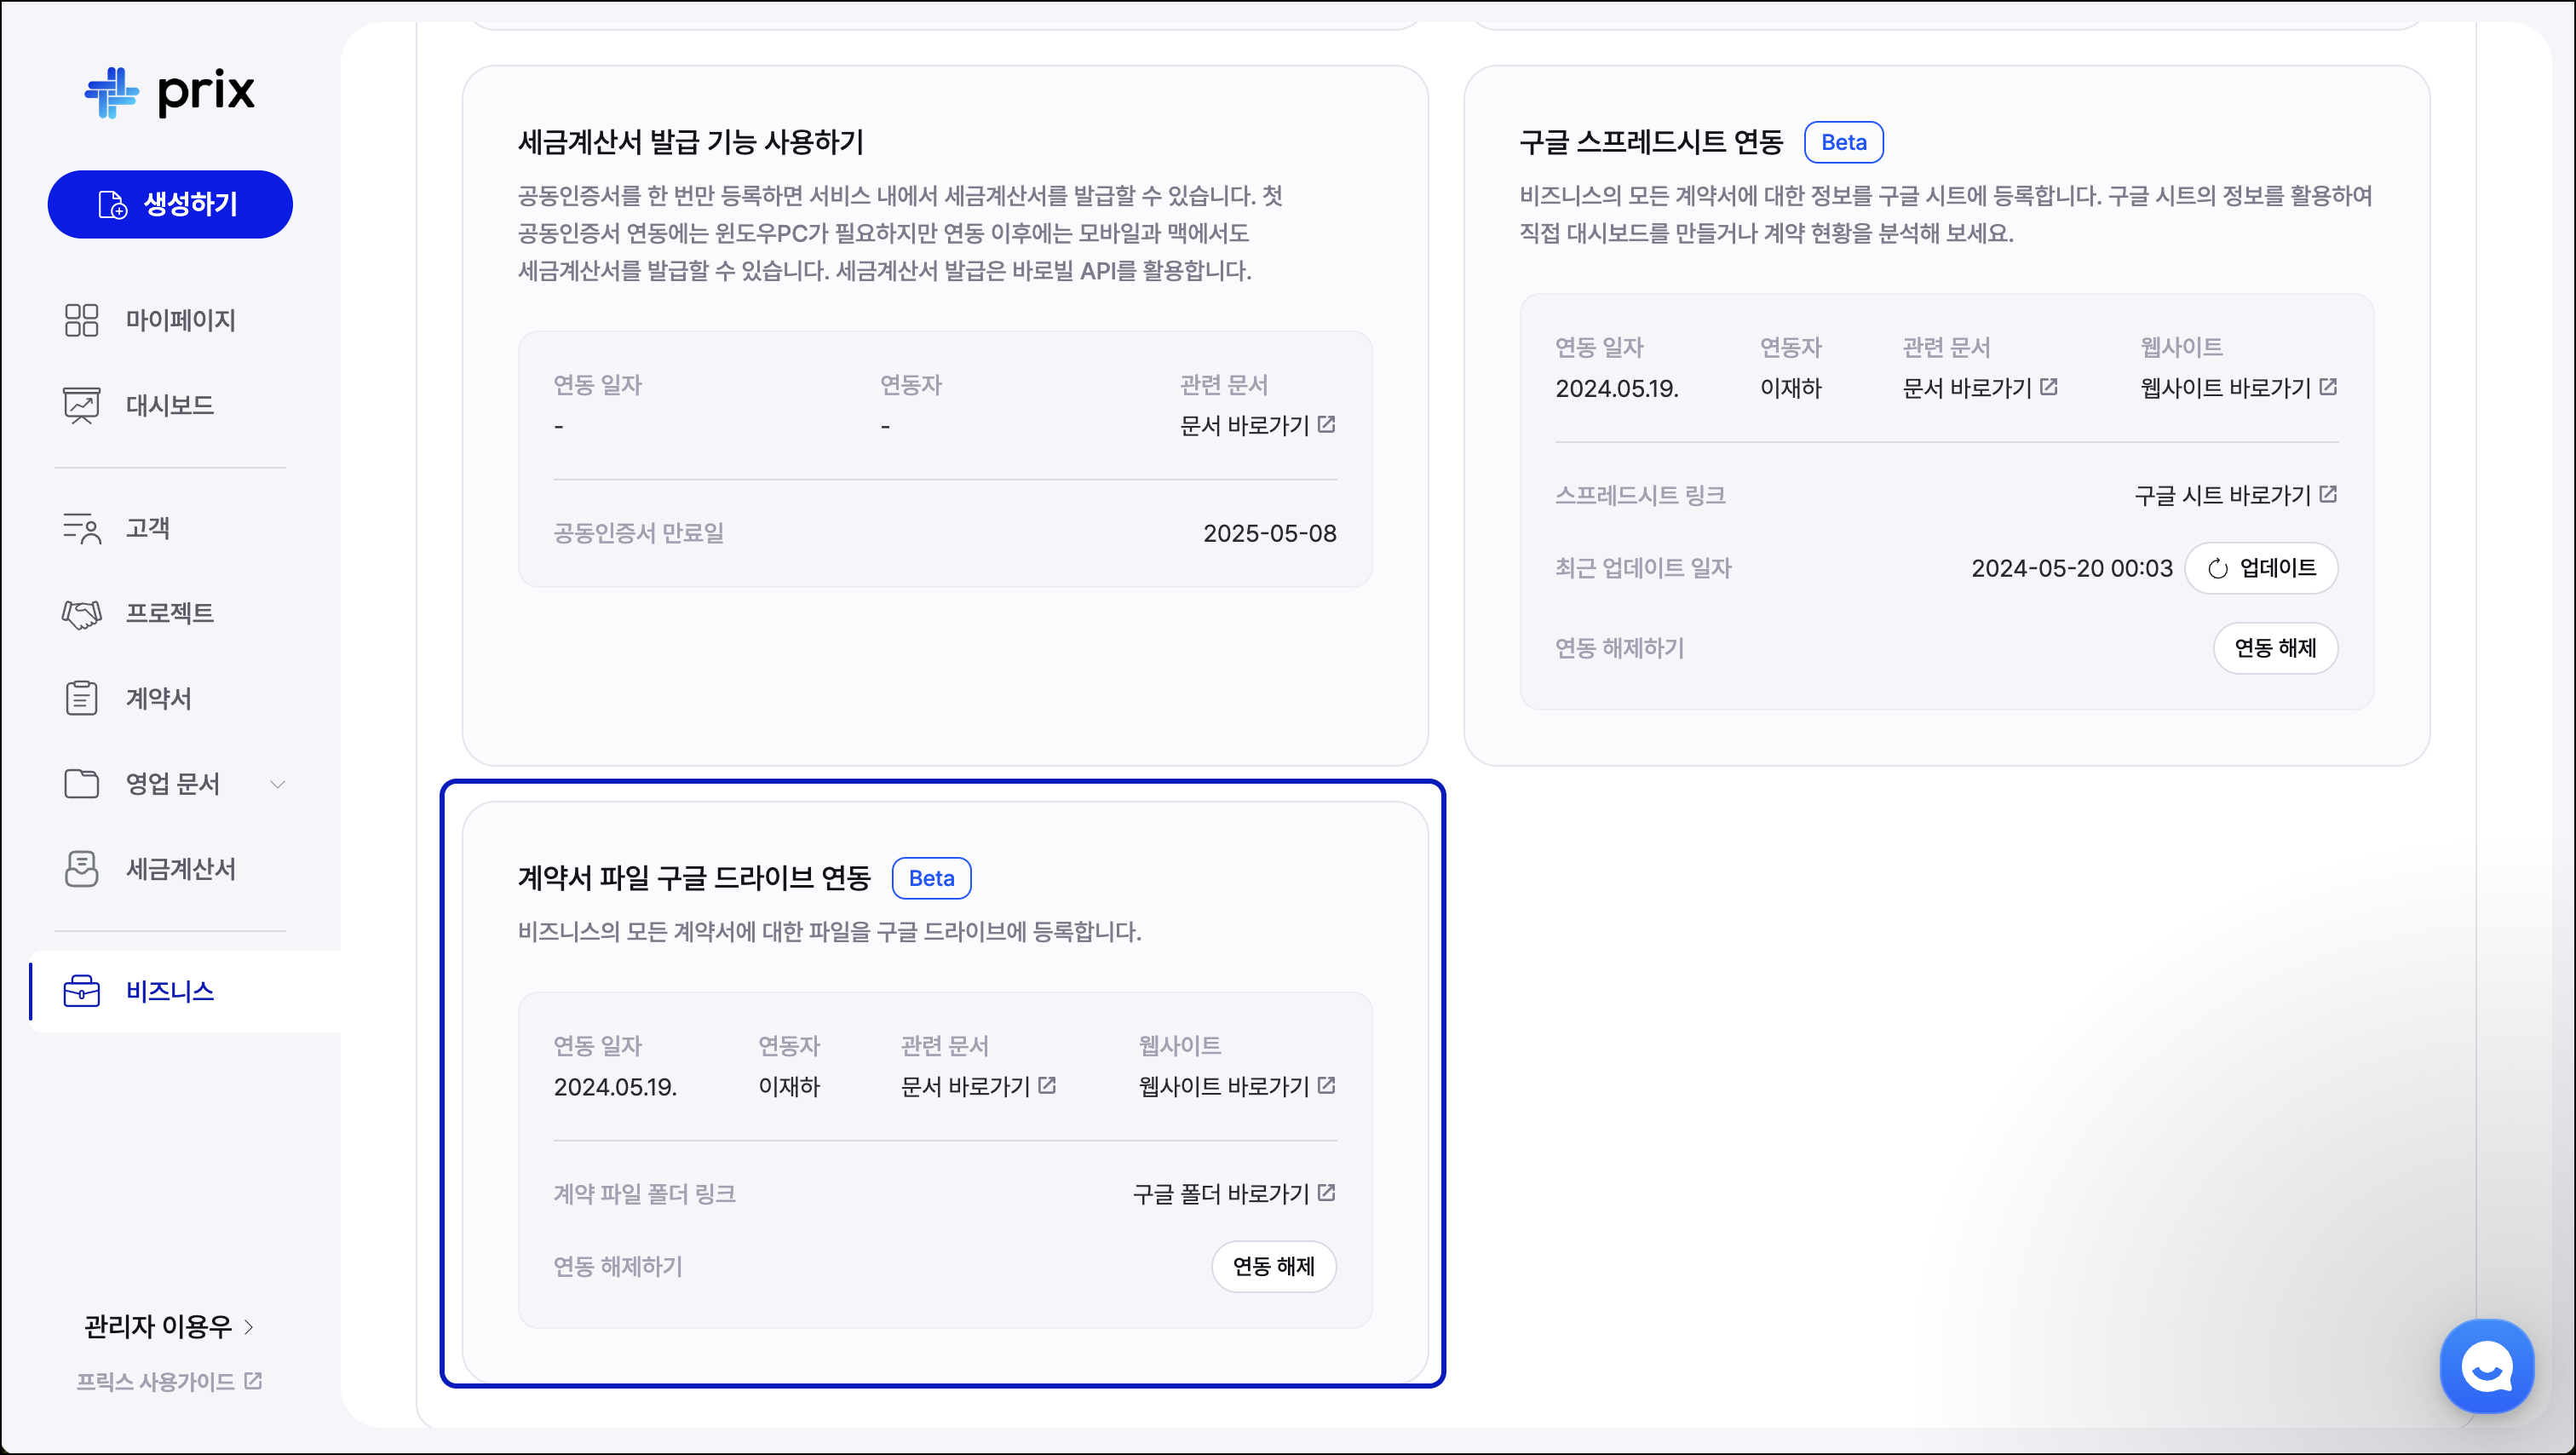 prix
생성하기
마이페이지
대시보드
고객
프로젝트
계약서
영업 문서
세금계산서
비즈니스
관리자 이용우
프릭스 사용가이드
세금계산서 발급 기능 사용하기
공동인증서를 한 번만 등록하면 서비스 내에서 세금계산서를 발급할 수 있습니다. 첫
공동인증서 연동에는 윈도우PC가 필요하지만 연동 이후에는 모바일과 맥에서도
세금계산서를 발급할 수 있습니다. 세금계산서 발급은 바로빌 API를 활용합니다.
연동 일자 연동자 관련 문서
- - 문서 바로가기
공동인증서 만료일 2025-05-08
구글 스프레드시트 연동 Beta
비즈니스의 모든 계약서에 대한 정보를 구글 시트에 등록합니다. 구글 시트의 정보를 활용하여
직접 대시보드를 만들거나 계약 현황을 분석해 보세요.
연동 일자 연동자 관련 문서 웹사이트
2024.05.19. 이재하 문서 바로가기 웹사이트 바로가기
스프레드시트 링크 구글 시트 바로가기
최근 업데이트 일자 2024-05-20 00:03 업데이트
연동 해제하기 연동 해제
계약서 파일 구글 드라이브 연동 Beta
비즈니스의 모든 계약서에 대한 파일을 구글 드라이브에 등록합니다.
연동 일자 연동자 관련 문서 웹사이트
2024.05.19. 이재하 문서 바로가기 웹사이트 바로가기
계약 파일 폴더 링크 구글 폴더 바로가기
연동 해제하기 연동 해제